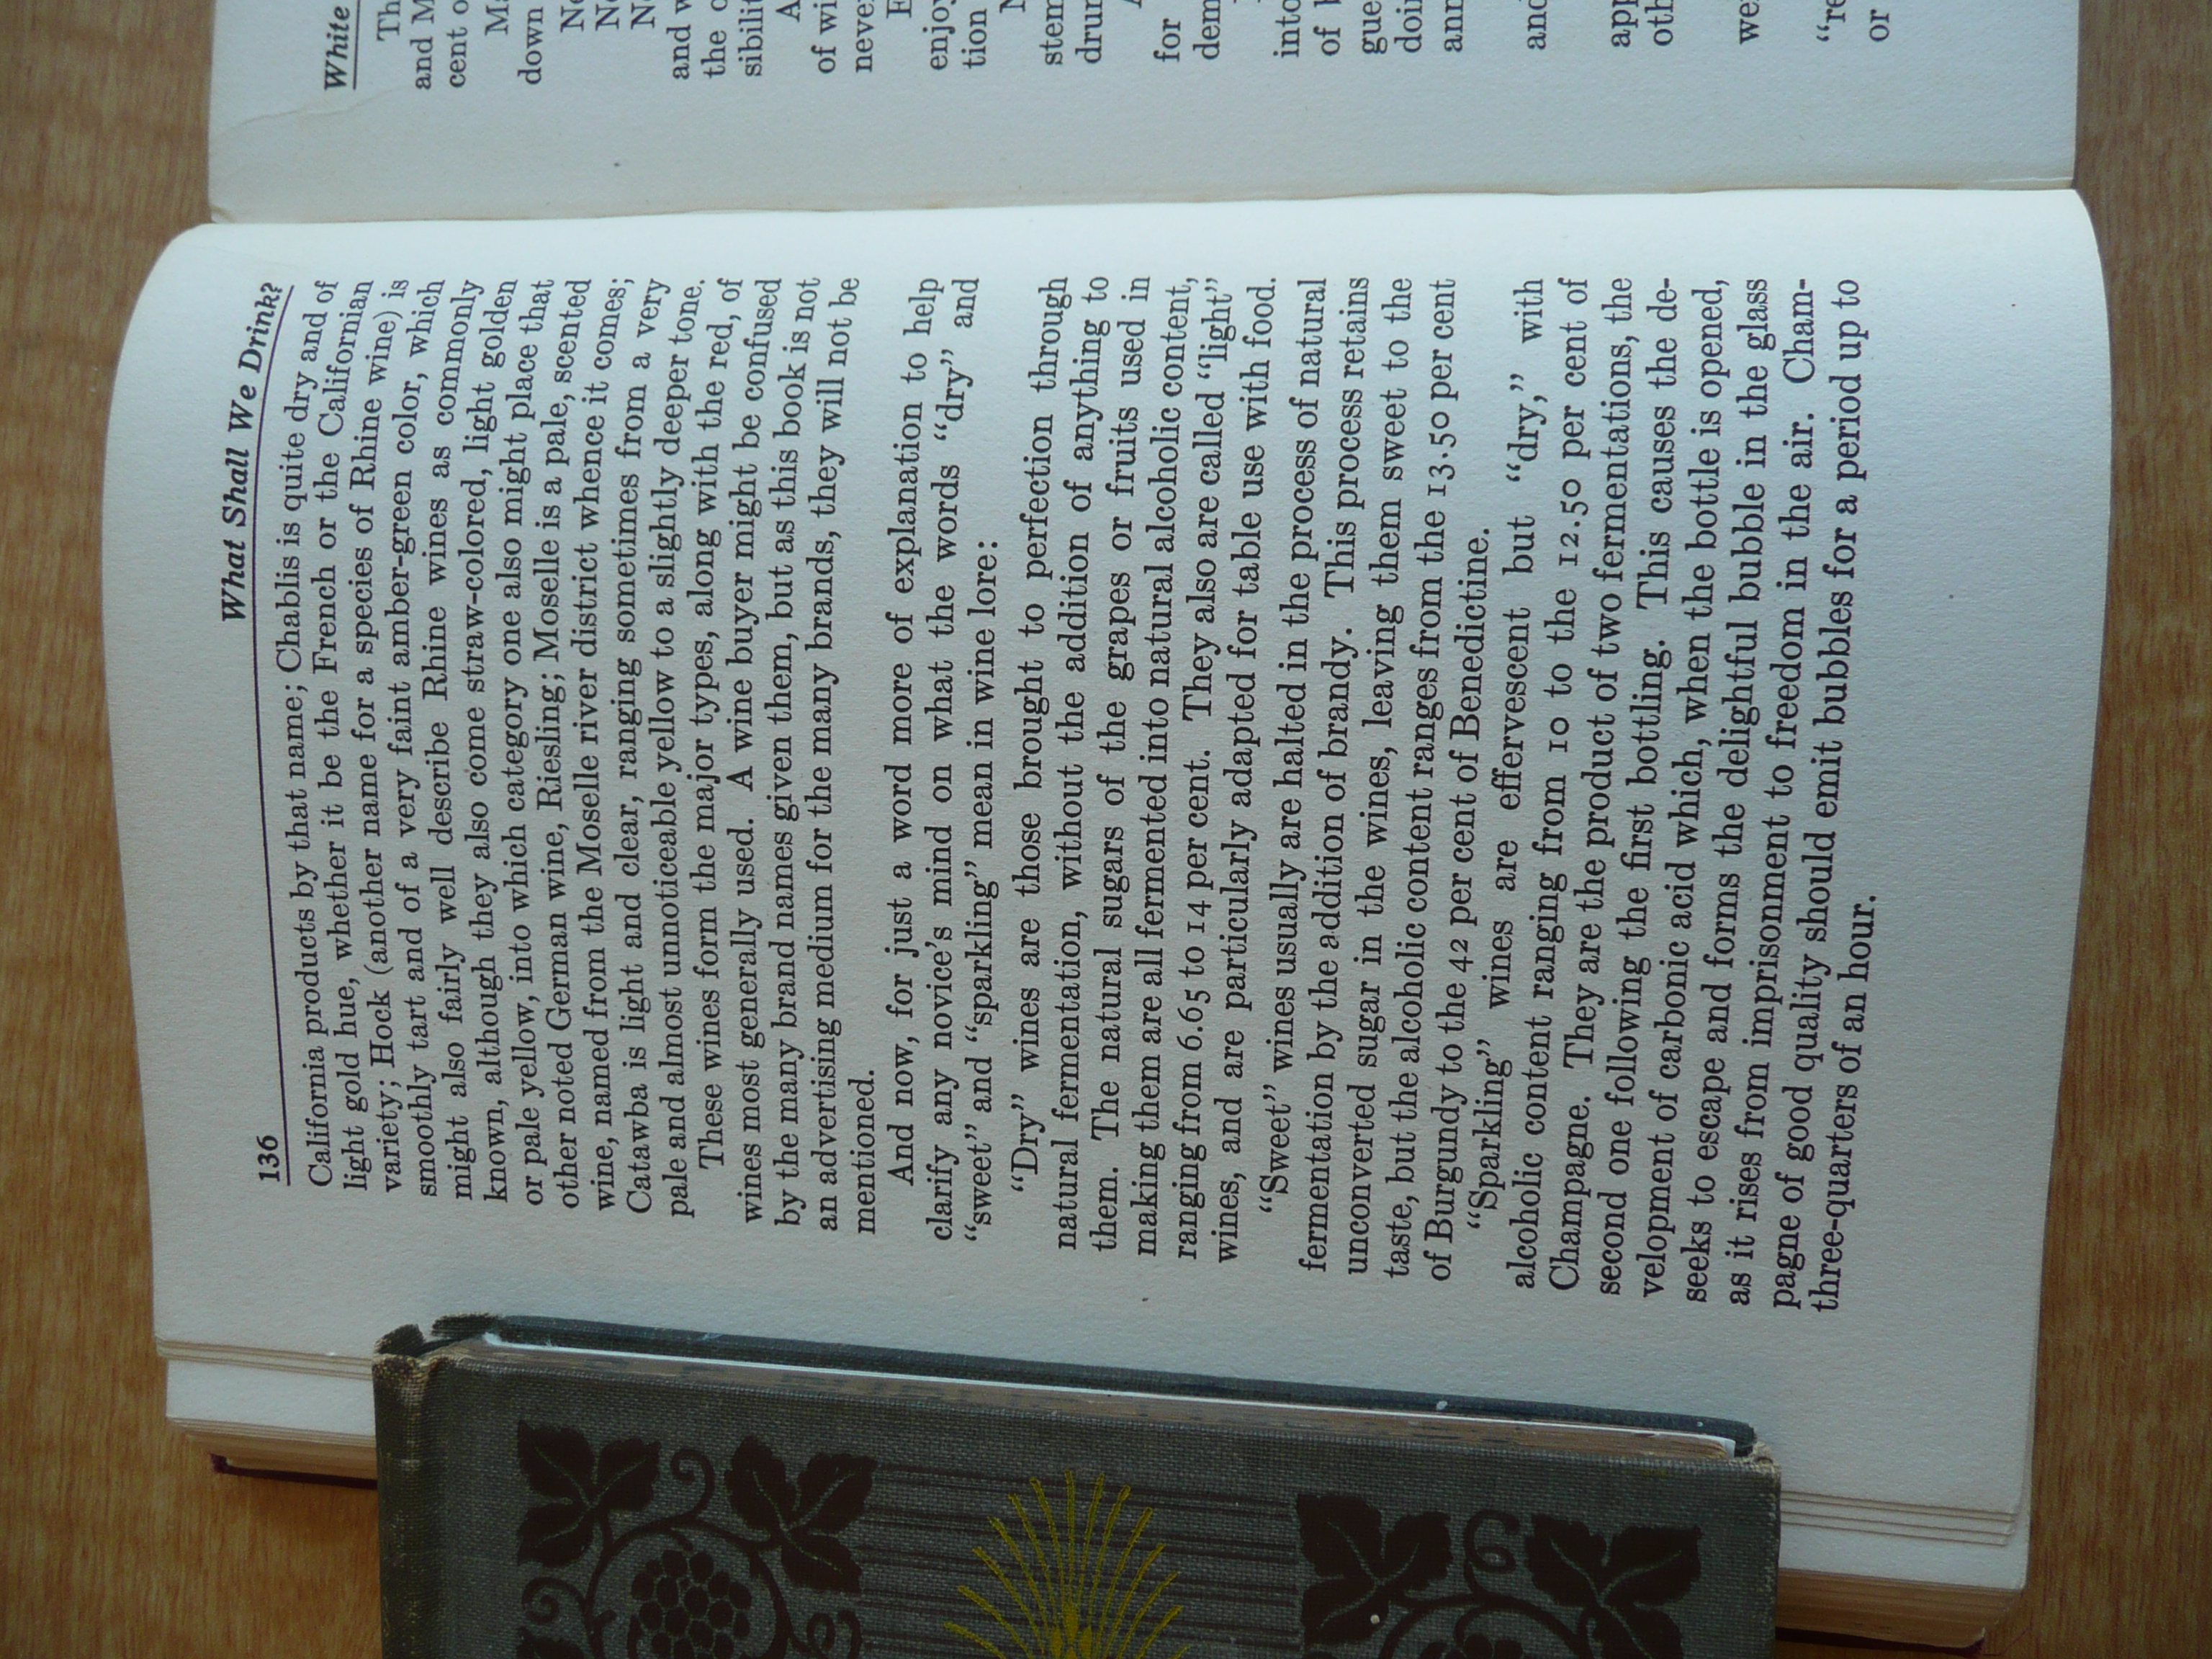 136 What Shall We Drink?
California products by that name; Chablis is quite dry and of
light gold hue, whether it be the French or the Californian
variety; Hock (another name for a species of Rhine wine) is
smoothly tart and of a very faint amber-green color, which
might also fairly well describe Rhine wines as commonly
known, although they also come straw-colored, light golden
or pale yellow, into which category one also might place that
other noted German wine, Riesling; Moselle is a pale, scented
wine, named from the Moselle river district whence it comes;
Catawba is light and clear, ranging sometimes from a very
pale and almost unnoticeable yellow to a slightly deeper tone.
These wines form the major types, along with the red, of
wines most generally used. A wine buyer might be confused
by the many brand names given them, but as this book is not
an advertising medium for the many brands, they will not be
mentioned.
And now, for just a word more of explanation to help
clarify any novice's mind on what the words “dry” and
“sweet” and “sparkling” mean in wine lore:
“Dry” wines are those brought to perfection through
natural fermentation, without the addition of anything to
them. The natural sugars of the grapes or fruits used in
making them are all fermented into natural alcoholic content,
ranging from 6.65 to 14 per cent. They also are called “light”
wines, and are particularly adapted for table use with food.
“Sweet” wines usually are halted in the process of natural
fermentation by the addition of brandy. This process retains
unconverted sugar in the wines, leaving them sweet to the
taste, but the alcoholic content ranges from the 13.50 per cent
of Burgundy to the 42 per cent of Benedictine.
“Sparkling” wines are effervescent but “dry,” with
alcoholic content ranging from 10 to the 12.50 per cent of
Champagne. They are the product of two fermentations, the
second one following the first bottling. This causes the de-
velopment of carbonic acid which, when the bottle is opened,
seeks to escape and forms the delightful bubble in the glass
as it rises from imprisonment to freedom in the air. Cham-
pagne of good quality should emit bubbles for a period up to
three-quarters of an hour.
White
Th
and M
cent o
Ma
down
No
No
No
and w
the c
sibilit
A
of wi
never
E
enjoy
tion
N
stem
drun
A
for
dem
into
of
gue
doin
ann
and
app
oth
we
“re
or